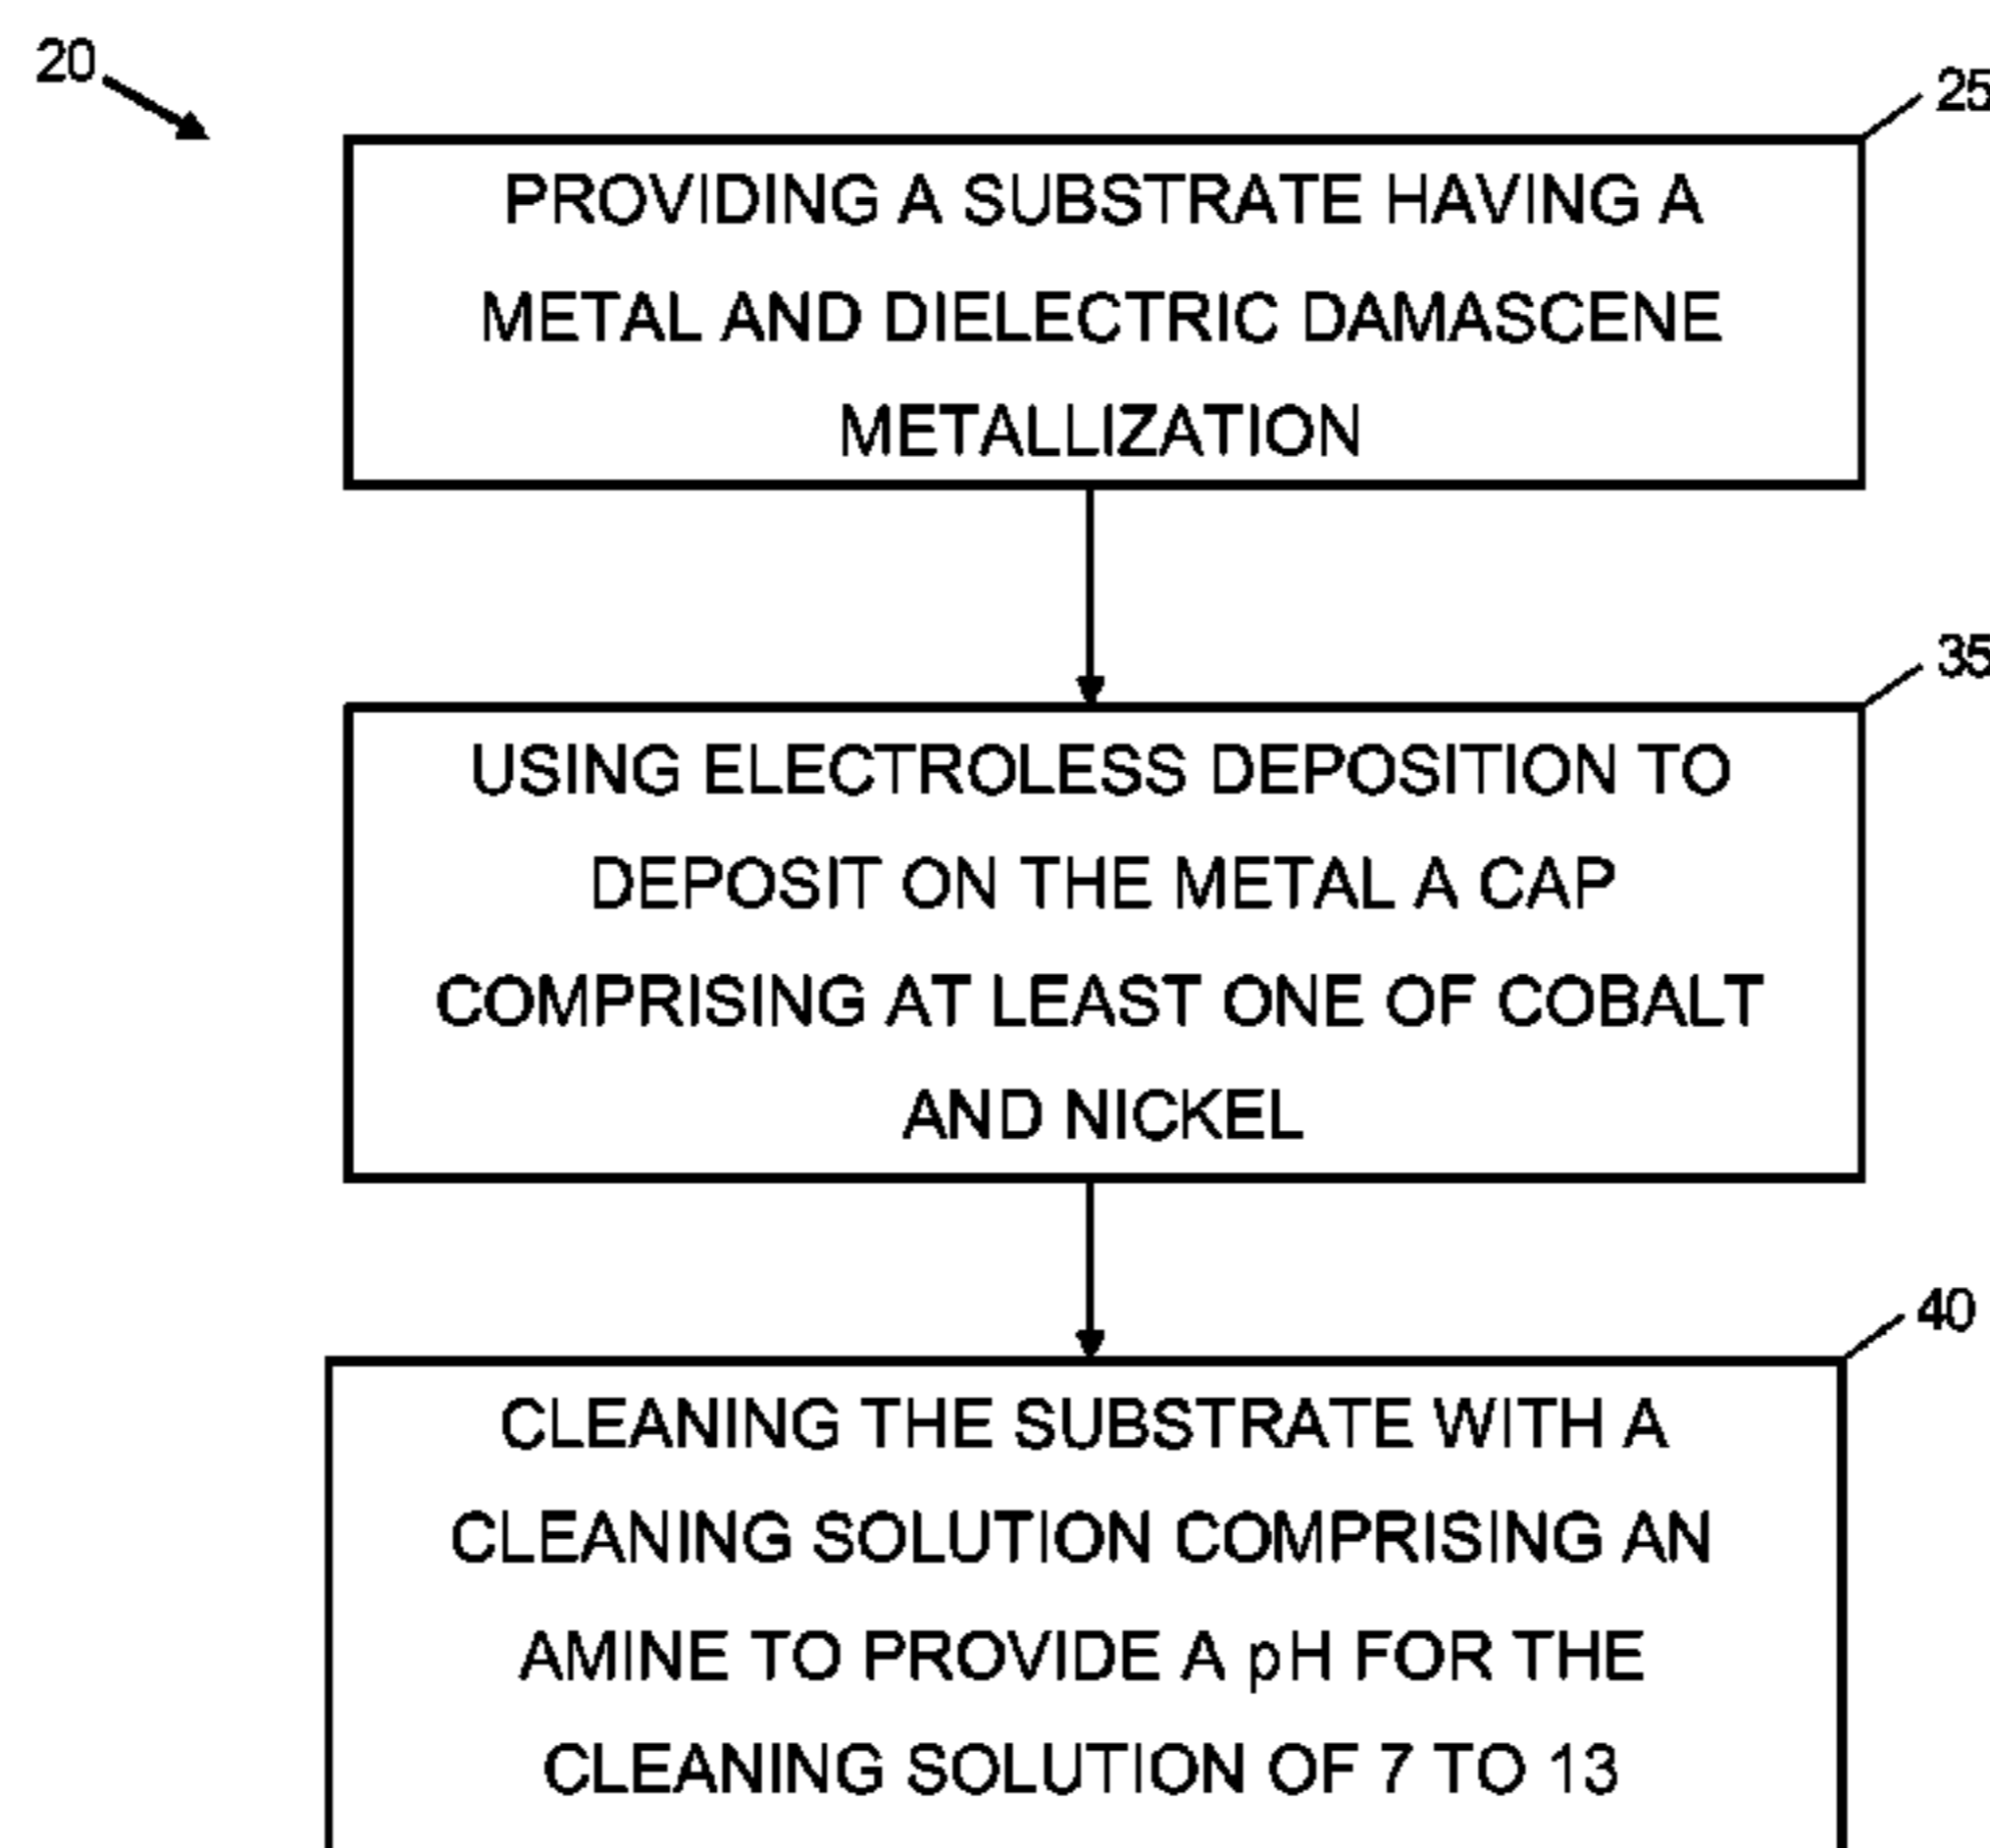 20
25
PROVIDING A SUBSTRATE HAVING A
METAL AND DIELECTRIC DAMASCENE
METALLIZATION
35
USING ELECTROLESS DEPOSITION TO
DEPOSIT ON THE METAL A CAP
COMPRISING AT LEAST ONE OF COBALT
AND NICKEL
40
CLEANING THE SUBSTRATE WITH A
CLEANING SOLUTION COMPRISING AN
AMINE TO PROVIDE A pH FOR THE
CLEANING SOLUTION OF 7 TO 13